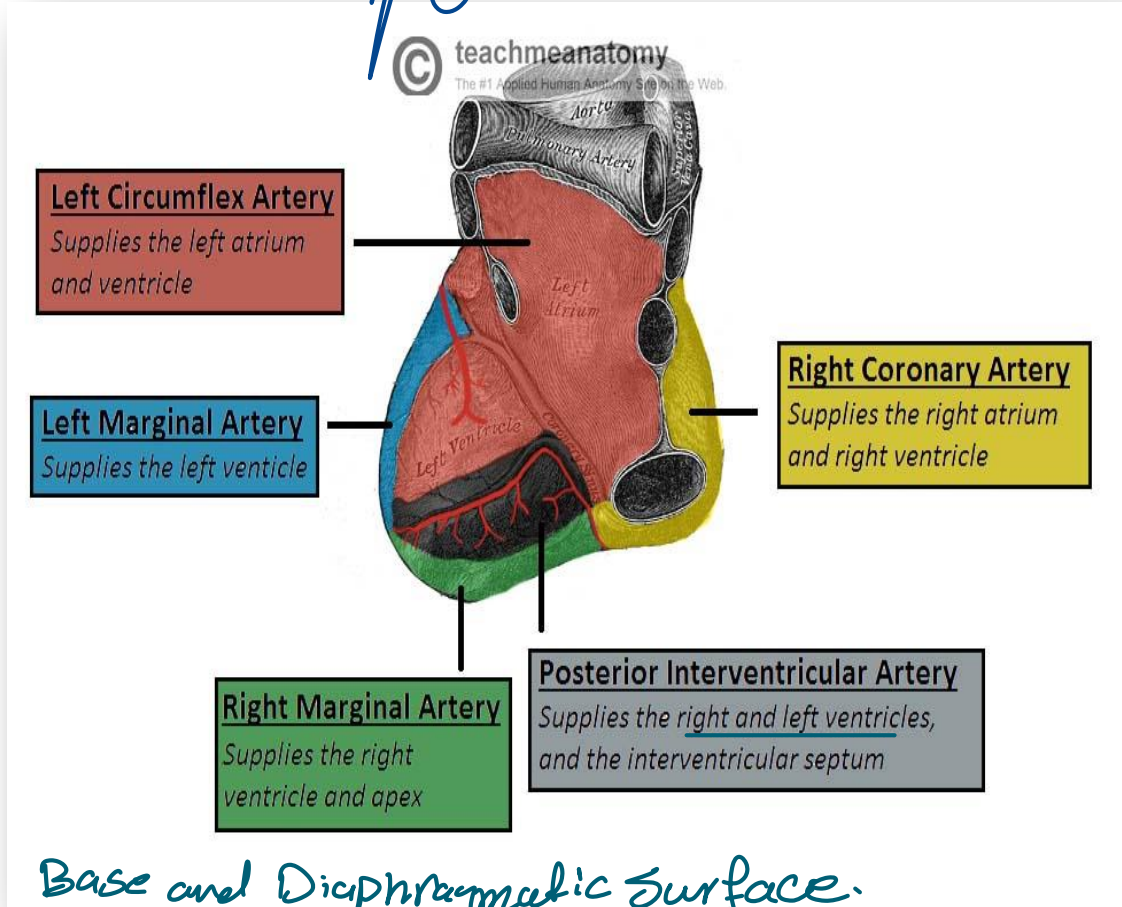 ©
teachmeanatomy
The #1 Applied Human Anatomy Site on the Web.
Aorta
Pulmonary Artery
Superior
Vena Cava
Left Circumflex Artery
Supplies the left atrium
and ventricle
Left
Atrium
Left Marginal Artery
Supplies the left venticle
Left Ventricle
Right Coronary Artery
Supplies the right atrium
and right ventricle
Right Marginal Artery
Supplies the right
ventricle and apex
Posterior Interventricular Artery
Supplies the right and left ventricles,
and the interventricular septum
Base and Diaphragmatic Surface.